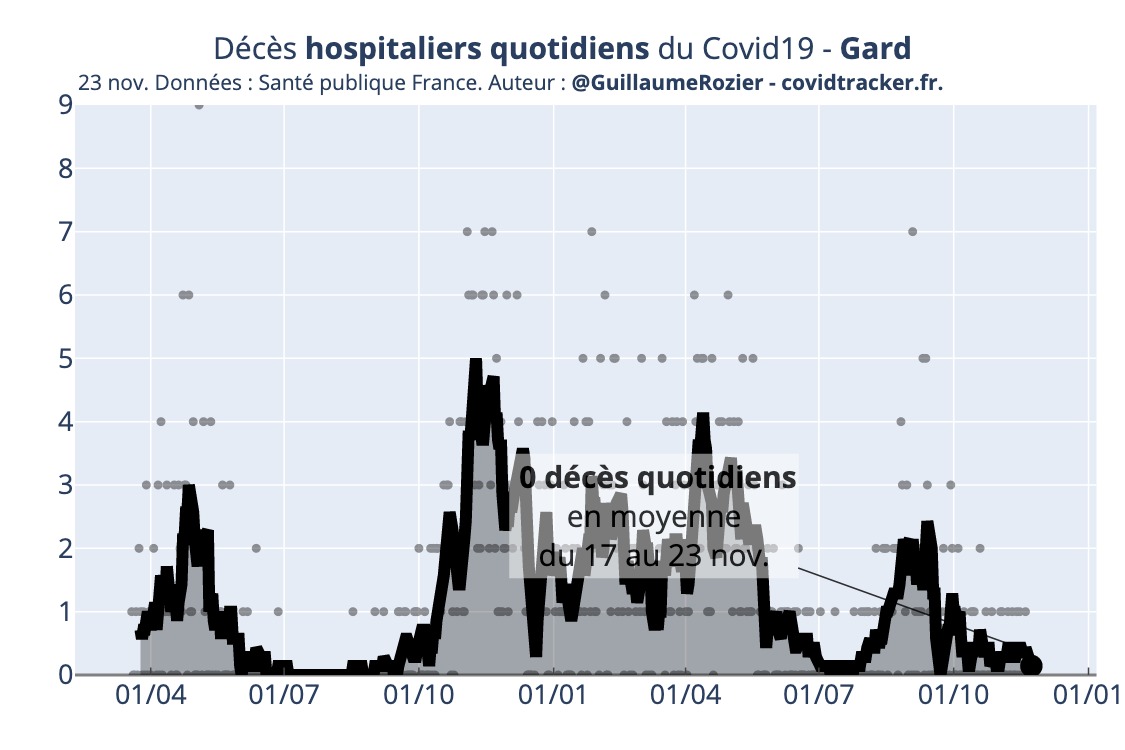 Décès hospitaliers quotidiens du Covid19 - Gard
23 nov. Données : Santé publique France. Auteur : @GuillaumeRozier - covidtracker.fr.
9
8
7
6
5
4
3
2
1
0
0 décès quotidiens
en moyenne
du 17 au 23 nov.
01/04 01/07 01/10 01/01 01/04 01/07 01/10 01/01